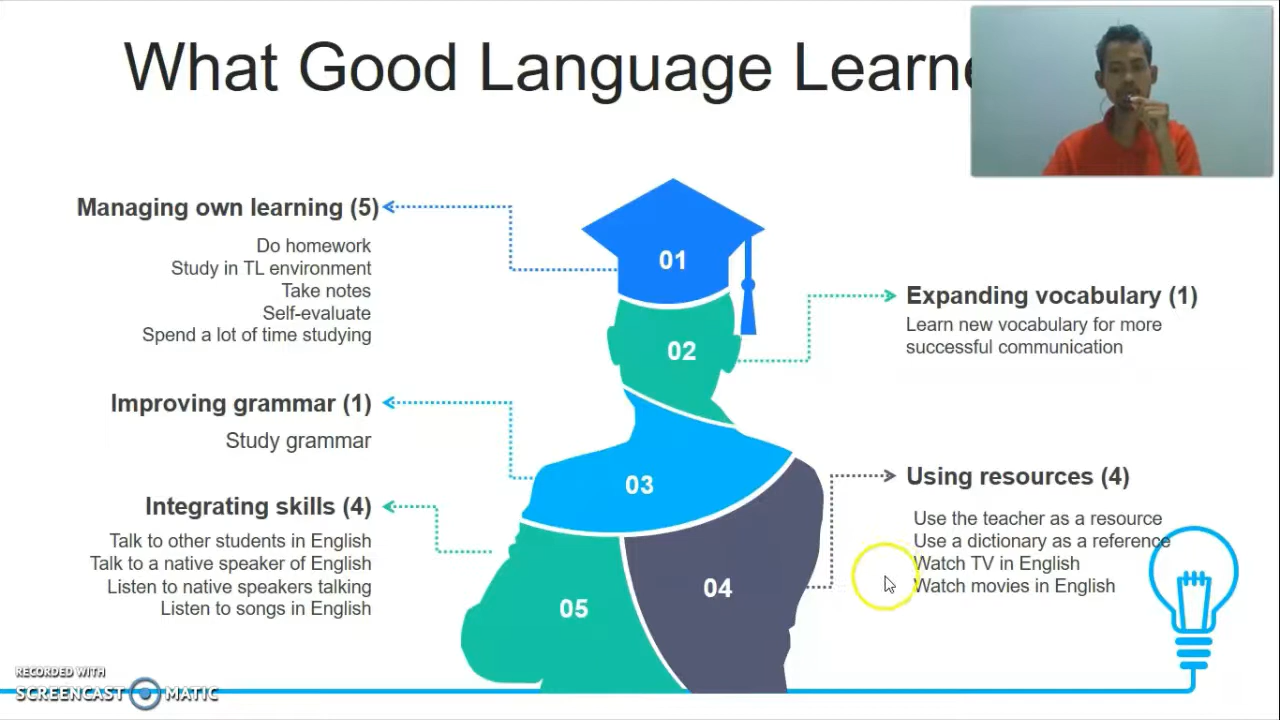 What Good Language Learne
Managing own learning (5)
Do homework
Study in TL environment
Take notes
Self-evaluate
Spend a lot of time studying
01
Expanding vocabulary (1)
Learn new vocabulary for more
successful communication
02
Improving grammar (1)
Study grammar
03
Using resources (4)
Use the teacher as a resource
Use a dictionary as a reference
Watch TV in English
Watch movies in English
04
Integrating skills (4)
Talk to other students in English
Talk to a native speaker of English
Listen to native speakers talking
Listen to songs in English
05
RECORDED WITH
SCREENCAST MATIC